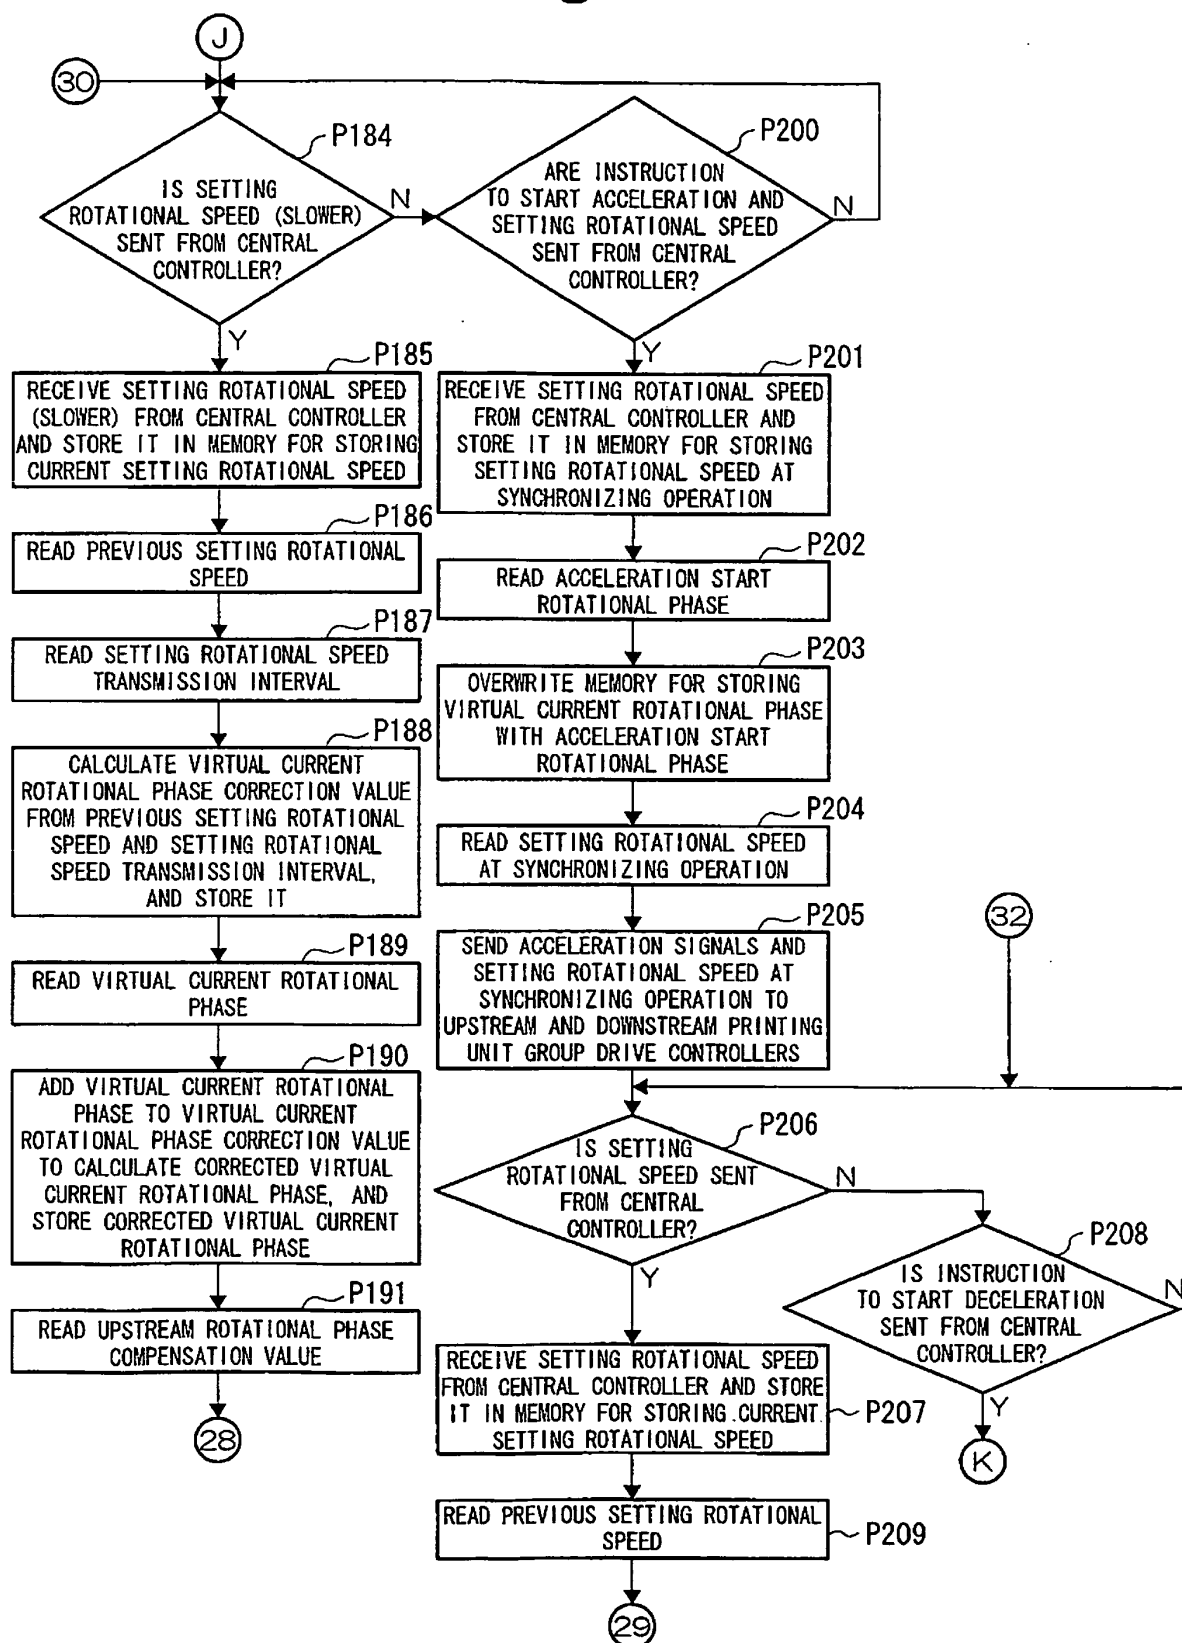 J
30
P184
IS SETTING
ROTATIONAL SPEED (SLOWER)
SENT FROM CENTRAL
CONTROLLER?
N
Y
P200
ARE INSTRUCTION
TO START ACCELERATION AND
SETTING ROTATIONAL SPEED
SENT FROM CENTRAL
CONTROLLER?
N
Y
P185
RECEIVE SETTING ROTATIONAL SPEED
(SLOWER) FROM CENTRAL CONTROLLER
AND STORE IT IN MEMORY FOR STORING
CURRENT SETTING ROTATIONAL SPEED
P186
READ PREVIOUS SETTING ROTATIONAL
SPEED
P187
READ SETTING ROTATIONAL SPEED
TRANSMISSION INTERVAL
P188
CALCULATE VIRTUAL CURRENT
ROTATIONAL PHASE CORRECTION VALUE
FROM PREVIOUS SETTING ROTATIONAL
SPEED AND SETTING ROTATIONAL
SPEED TRANSMISSION INTERVAL,
AND STORE IT
P189
READ VIRTUAL CURRENT ROTATIONAL
PHASE
P190
ADD VIRTUAL CURRENT ROTATIONAL
PHASE TO VIRTUAL CURRENT
ROTATIONAL PHASE CORRECTION VALUE
TO CALCULATE CORRECTED VIRTUAL
CURRENT ROTATIONAL PHASE, AND
STORE CORRECTED VIRTUAL CURRENT
ROTATIONAL PHASE
P191
READ UPSTREAM ROTATIONAL PHASE
COMPENSATION VALUE
28
P201
RECEIVE SETTING ROTATIONAL SPEED
FROM CENTRAL CONTROLLER AND
STORE IT IN MEMORY FOR STORING
SETTING ROTATIONAL SPEED AT
SYNCHRONIZING OPERATION
P202
READ ACCELERATION START
ROTATIONAL PHASE
P203
OVERWRITE MEMORY FOR STORING
VIRTUAL CURRENT ROTATIONAL PHASE
WITH ACCELERATION START
ROTATIONAL PHASE
P204
READ SETTING ROTATIONAL SPEED
AT SYNCHRONIZING OPERATION
P205
SEND ACCELERATION SIGNALS AND
SETTING ROTATIONAL SPEED AT
SYNCHRONIZING OPERATION TO
UPSTREAM AND DOWNSTREAM PRINTING
UNIT GROUP DRIVE CONTROLLERS
32
P206
IS SETTING
ROTATIONAL SPEED SENT
FROM CENTRAL
CONTROLLER?
N
Y
P208
IS INSTRUCTION
TO START DECELERATION
SENT FROM CENTRAL
CONTROLLER?
N
Y
K
RECEIVE SETTING ROTATIONAL SPEED
FROM CENTRAL CONTROLLER AND STORE
IT IN MEMORY FOR STORING CURRENT
SETTING ROTATIONAL SPEED
P207
READ PREVIOUS SETTING ROTATIONAL
SPEED
P209
29